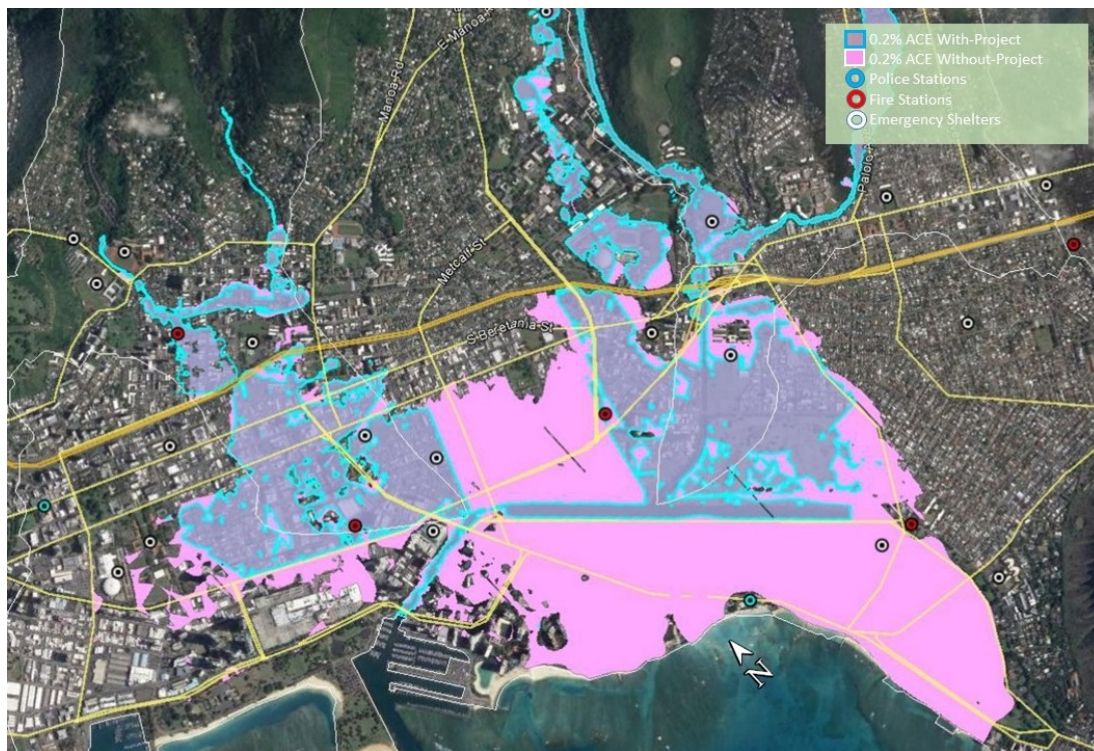 E-Manoa R
0.2% ACE With-Project
0.2% ACE Without-Project
Police Stations
Fire Stations
Emergency Shelters
Manoa Rd
Palolo A
Metcalf St
S Beretania St
N